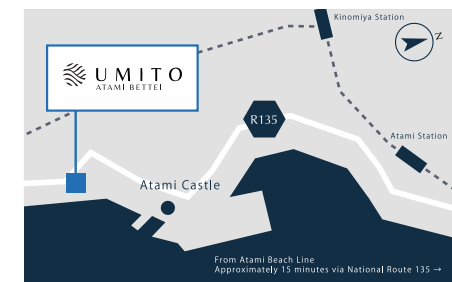 Kinomiya Station
N
UMITO
ATAMI BETTEI
R135
Atami Station
Atami Castle
From Atami Beach Line
Approximately 15 minutes via National Route 135 →